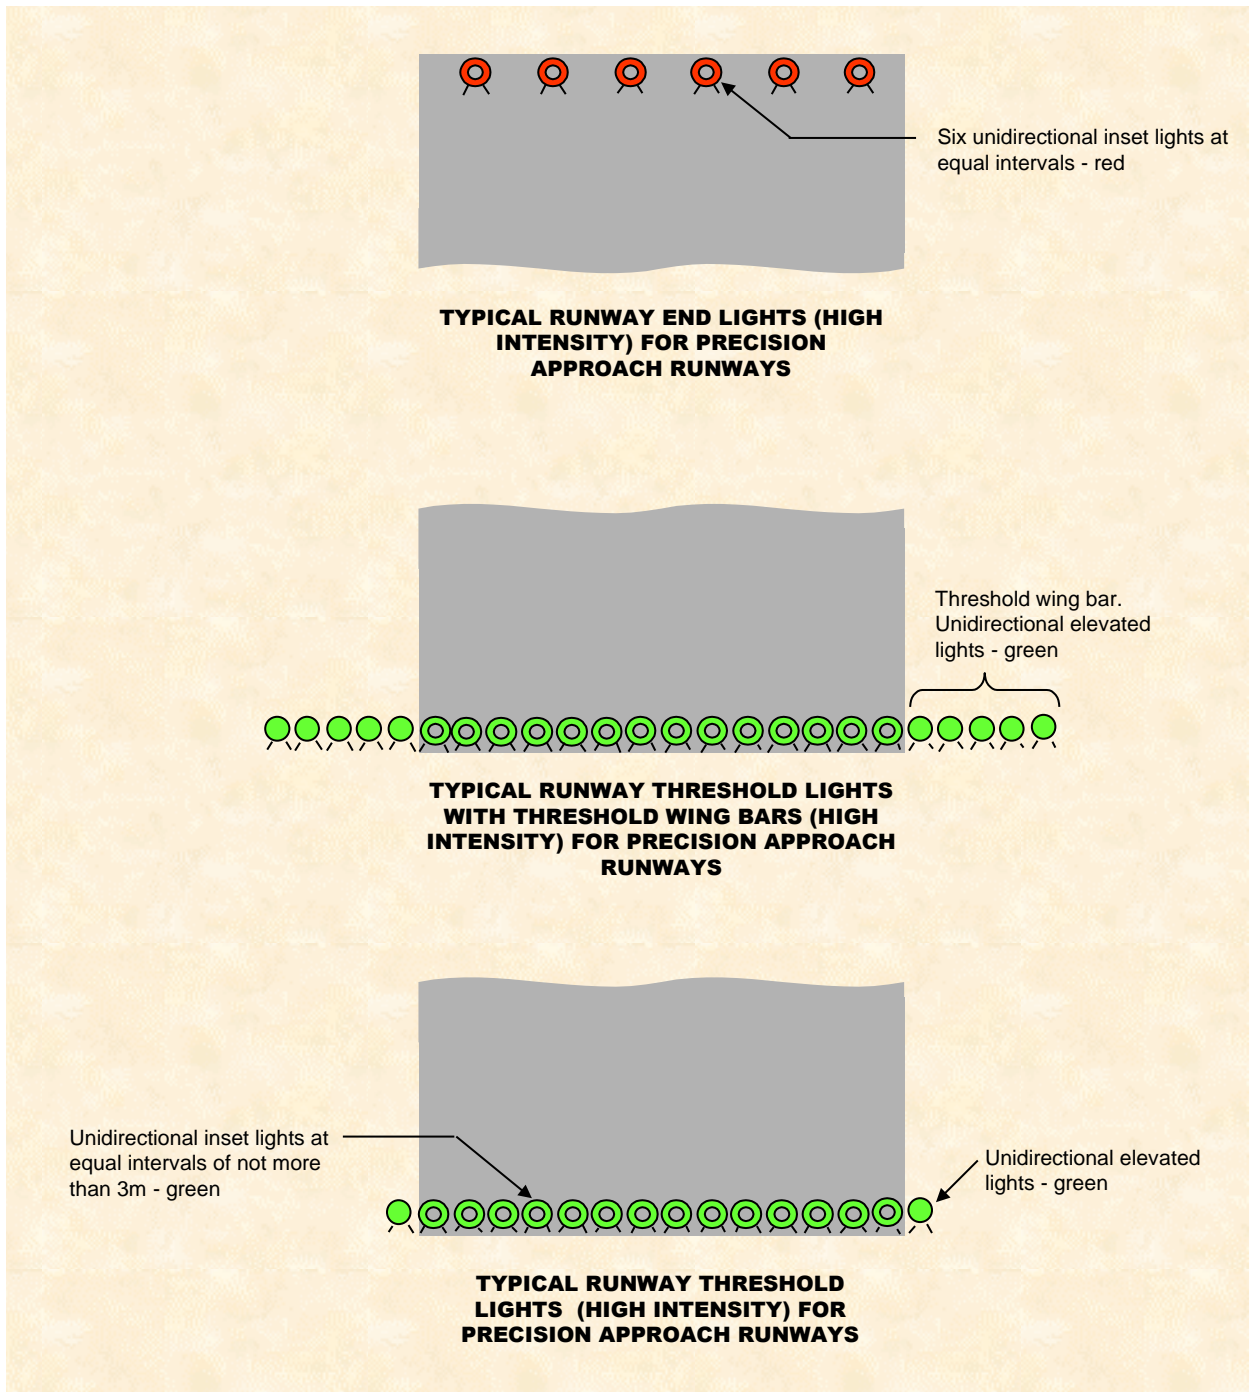 Six unidirectional inset lights at
equal intervals - red
TYPICAL RUNWAY END LIGHTS (HIGH
INTENSITY) FOR PRECISION
APPROACH RUNWAYS
Threshold wing bar.
Unidirectional elevated
lights - green
TYPICAL RUNWAY THRESHOLD LIGHTS
WITH THRESHOLD WING BARS (HIGH
INTENSITY) FOR PRECISION APPROACH
RUNWAYS
Unidirectional inset lights at
equal intervals of not more
than 3m - green
Unidirectional elevated
lights - green
TYPICAL RUNWAY THRESHOLD
LIGHTS (HIGH INTENSITY) FOR
PRECISION APPROACH RUNWAYS